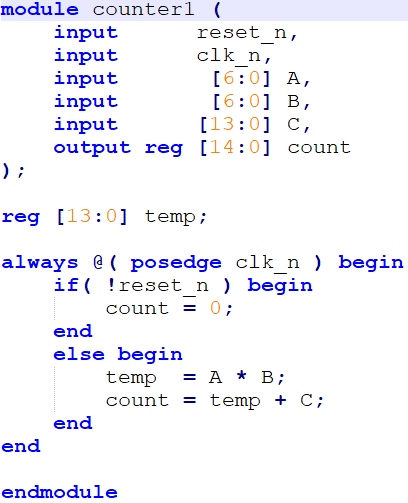 module counter1 (
    input      reset_n,
    input      clk_n,
    input       [6:0] A,
    input       [6:0] B,
    input      [13:0] C,
    output reg [14:0] count
);

reg [13:0] temp;

always @( posedge clk_n ) begin
    if( !reset_n ) begin
        count = 0;
    end
    else begin
        temp  = A * B;
        count = temp + C;
    end
end

endmodule